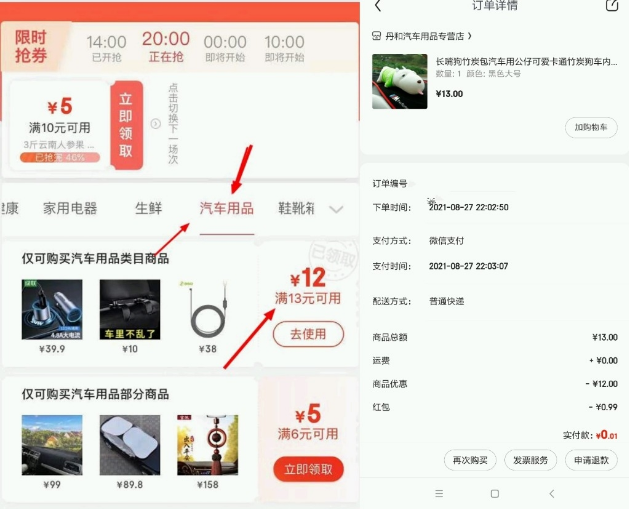 限时
抢券
14:00
已开抢
20:00
正在抢
00:00
即将开始
10:00
即将开始
¥5
满10元可用
3斤云南人参果 ...
已抢完 46%
立即领取
点击切换下一场次
健康
家用电器
生鲜
汽车用品
鞋靴箱
仅可购买汽车用品类目商品
4.8A大电流
车里不乱了
¥39.9
¥10
¥38
已领取
¥12
满13元可用
去使用
仅可购买汽车用品部分商品
¥99
¥89.8
¥158
¥5
满6元可用
立即领取
订单详情
丹和汽车用品专营店 〉
长嘴狗竹炭包汽车用公仔可爱卡通竹炭狗车内...
数量: 1 颜色: 黑色大号
¥13.00
加购物车
订单编号
下单时间: 2021-08-27 22:02:50
支付方式: 微信支付
支付时间: 2021-08-27 22:03:07
配送方式: 普通快递
商品总额 ¥13.00
运费 + ¥0.00
商品优惠 - ¥12.00
红包 - ¥0.99
实付款: ¥0.01
再次购买
发票服务
申请退款